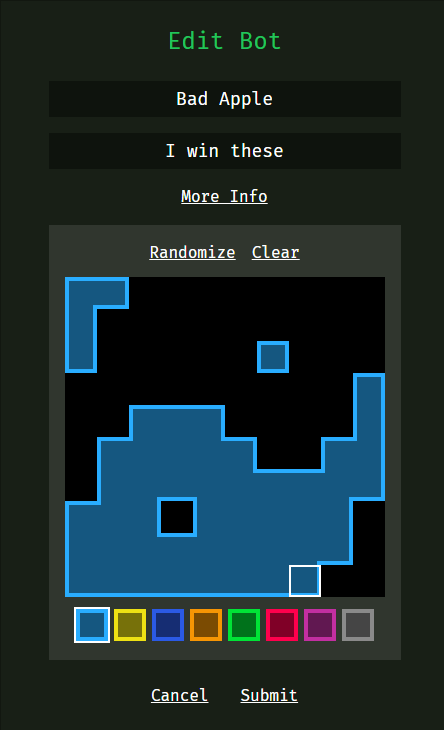 Edit Bot
Bad Apple
I win these
More Info
Randomize Clear
Cancel Submit